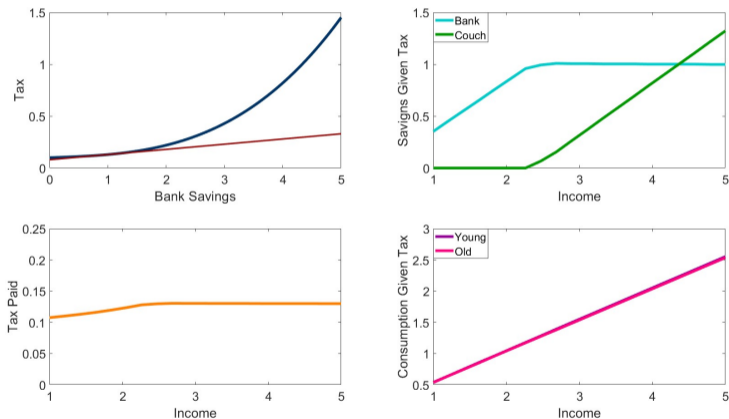 1.5
1
0.5
0
Tax
0 1 2 3 4 5
Bank Savings
1.5
1
0.5
0
Savigns Given Tax
Bank
Couch
1 2 3 4 5
Income
0.25
0.2
0.15
0.1
0.05
0
Tax Paid
1 2 3 4 5
Income
3
2.5
2
1.5
1
0.5
Consumption Given Tax
Young
Old
1 2 3 4 5
Income